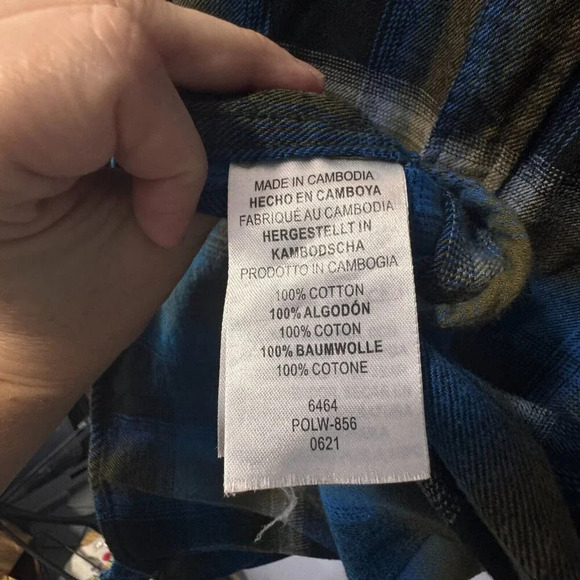 MADE IN CAMBODIA
HECHO EN CAMBOYA
FABRIQUÉ AU CAMBODIA
HERGESTELLT IN
KAMBODSCHA
PRODOTTO IN CAMBOGIA
100% COTTON
100% ALGODÓN
100% COTON
100% BAUMWOLLE
100% COTONE
6464
POLW-856
0621